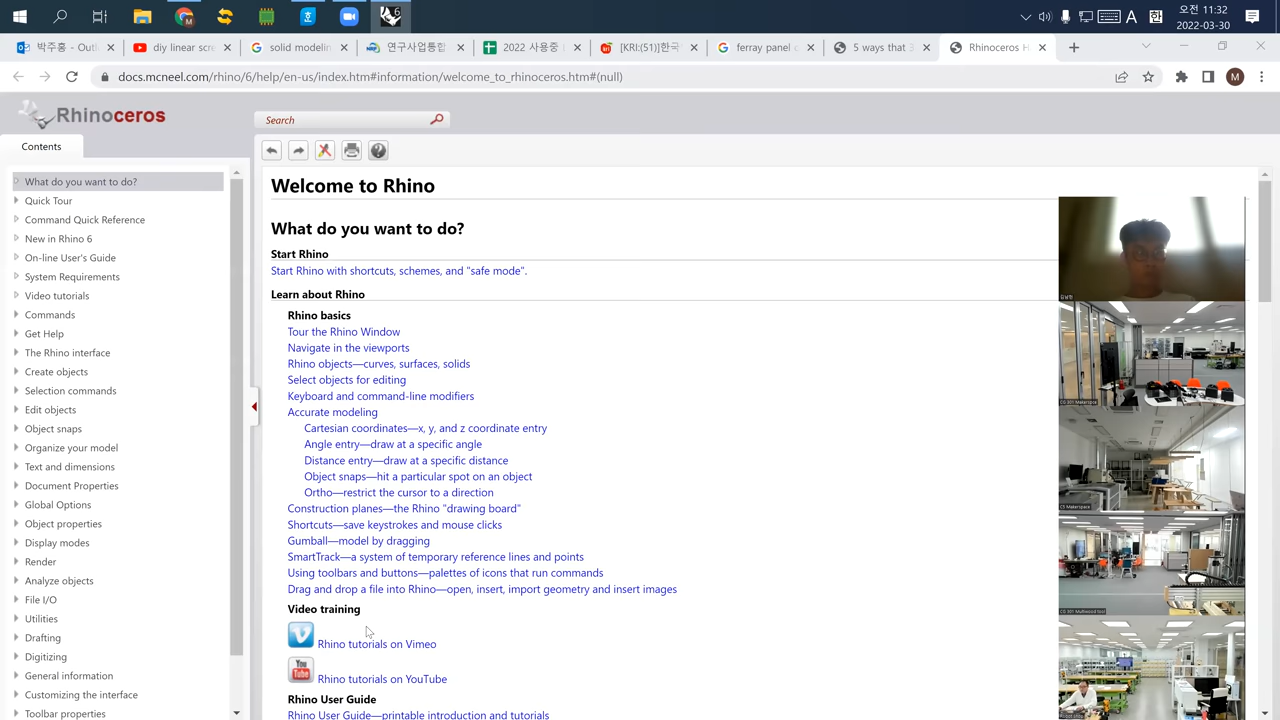 6
A
한
오전 11:32
2022-03-30
박주홍 - Outl
diy linear scre
solid modelin
연구사업통합
2022 사용중
[KRI:(51)한국
ferray panel c
5 ways that 3
Rhinoceros H
docs.mcneel.com/rhino/6/help/en-us/index.htm#information/welcome_to_rhinoceros.htm#(null)
M
Rhinoceros
Search
Contents
What do you want to do?
Quick Tour
Command Quick Reference
New in Rhino 6
On-line User's Guide
System Requirements
Video tutorials
Commands
Get Help
The Rhino interface
Create objects
Selection commands
Edit objects
Object snaps
Organize your model
Text and dimensions
Document Properties
Global Options
Object properties
Display modes
Render
Analyze objects
File I/O
Utilities
Drafting
Digitizing
General information
Customizing the interface
Toolbar properties
Welcome to Rhino
What do you want to do?
Start Rhino
Start Rhino with shortcuts, schemes, and "safe mode".
Learn about Rhino
Rhino basics
Tour the Rhino Window
Navigate in the viewports
Rhino objects—curves, surfaces, solids
Select objects for editing
Keyboard and command-line modifiers
Accurate modeling
Cartesian coordinates—x, y, and z coordinate entry
Angle entry—draw at a specific angle
Distance entry—draw at a specific distance
Object snaps—hit a particular spot on an object
Ortho—restrict the cursor to a direction
Construction planes—the Rhino "drawing board"
Shortcuts—save keystrokes and mouse clicks
Gumball—model by dragging
SmartTrack—a system of temporary reference lines and points
Using toolbars and buttons—palettes of icons that run commands
Drag and drop a file into Rhino—open, insert, import geometry and insert images
Video training
Rhino tutorials on Vimeo
You
Tube
Rhino tutorials on YouTube
Rhino User Guide
Rhino User Guide—printable introduction and tutorials